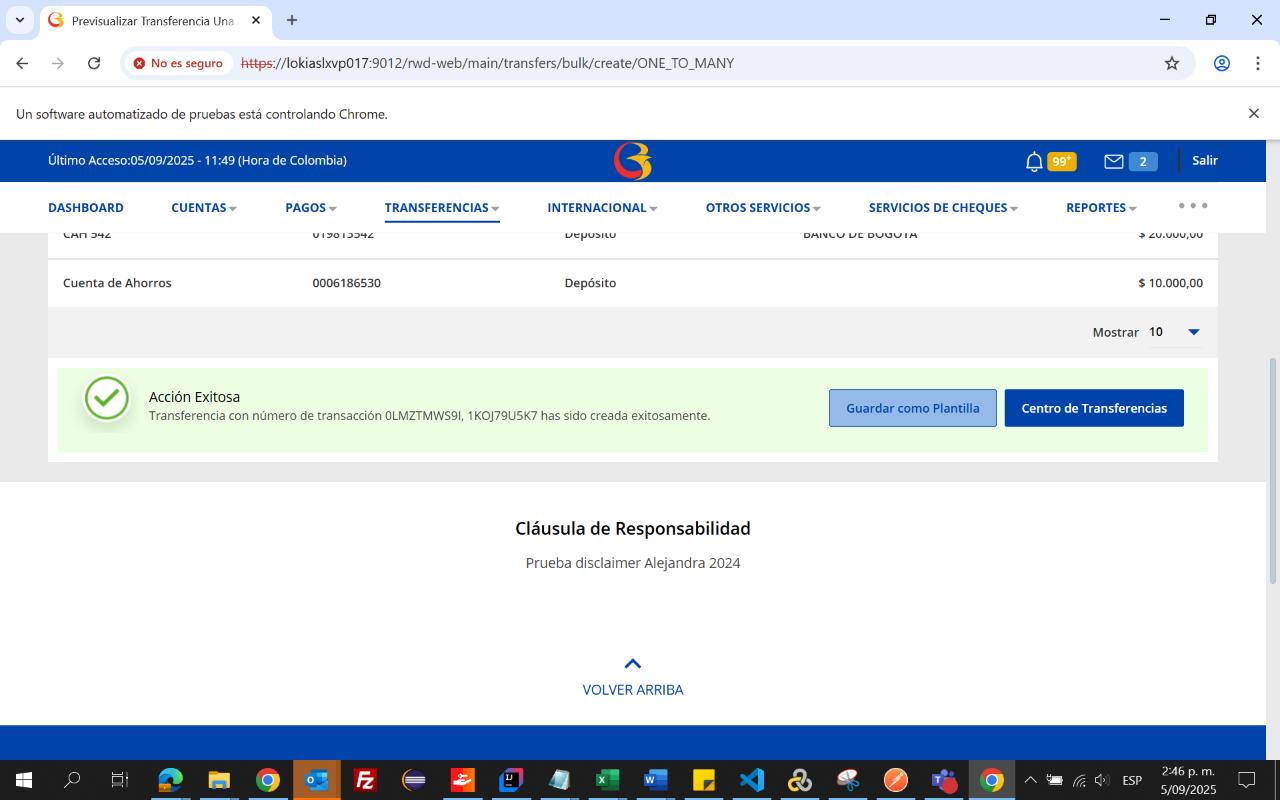 Previsualizar Transferencia Una
No es seguro https://lokiaslxvp017:9012/rwd-web/main/transfers/bulk/create/ONE_TO_MANY
Un software automatizado de pruebas está controlando Chrome.
Último Acceso:05/09/2025 - 11:49 (Hora de Colombia) 99+ 2 Salir
DASHBOARD CUENTAS PAGOS TRANSFERENCIAS INTERNACIONAL OTROS SERVICIOS SERVICIOS DE CHEQUES REPORTES
CAH 542 019813542 Depósito BANCO DE BOGOTA $ 20.000,00
Cuenta de Ahorros 0006186530 Depósito $ 10.000,00
Mostrar 10
Acción Exitosa
Transferencia con número de transacción 0LMZTMWS9I, 1KOJ79U5K7 has sido creada exitosamente.
Guardar como Plantilla Centro de Transferencias
Cláusula de Responsabilidad
Prueba disclaimer Alejandra 2024
VOLVER ARRIBA
ESP 2:46 p. m.
5/09/2025